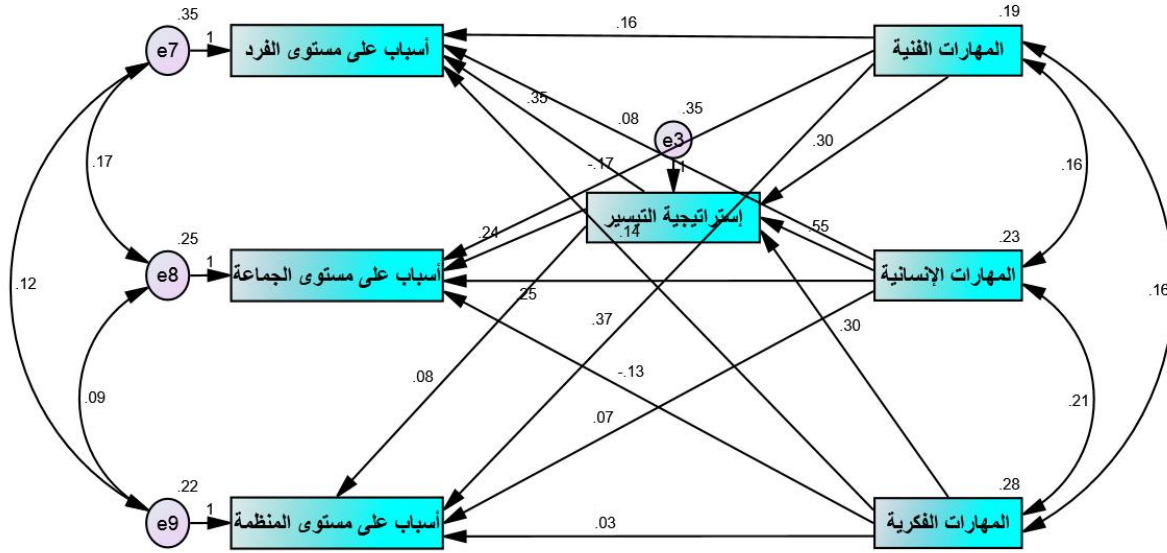 .35
.19
e7
1
أسباب على مستوى الفرد
.16
المهارات الفنية
.35
.08
.35
e3
1
.30
-.17
.17
.16
إستراتيجية التيسير
.24
.14
.55
.25
.23
e8
1
أسباب على مستوى الجماعة
المهارات الإنسانية
.12
.25
.16
.37
.30
.08
-.13
.09
.07
.21
.22
.28
e9
1
أسباب على مستوى المنظمة
.03
المهارات الفكرية